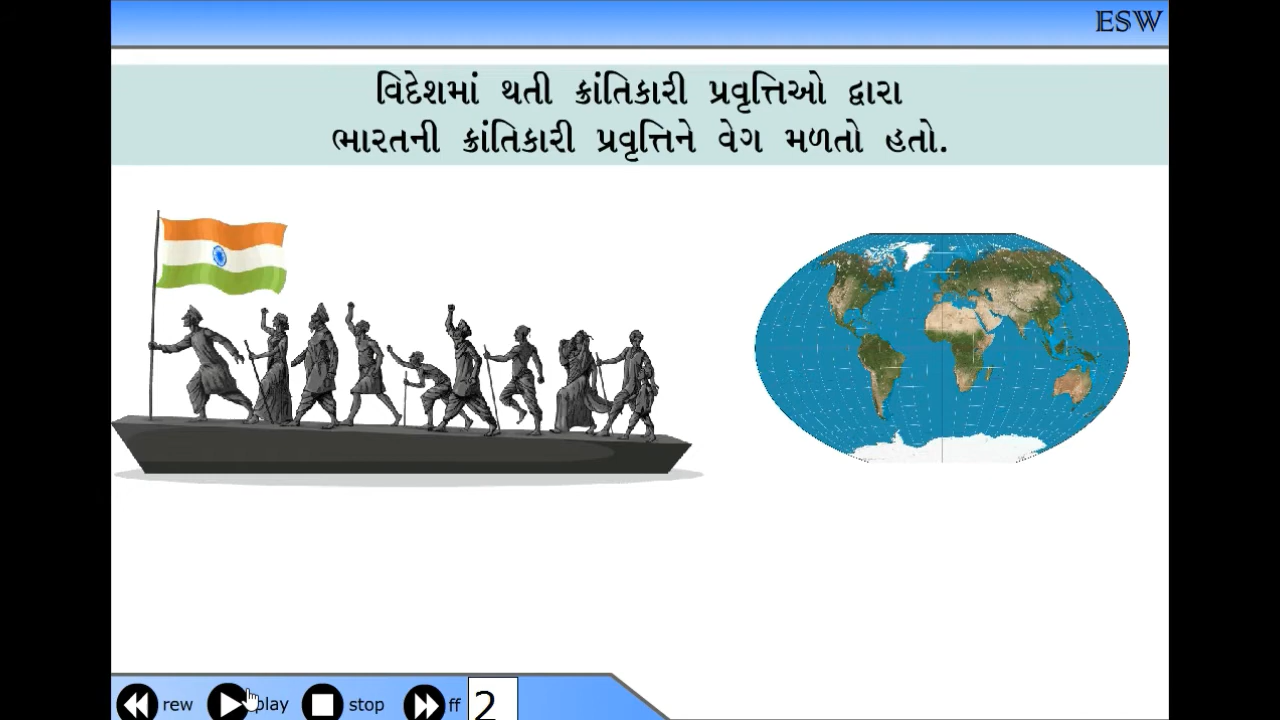 ESW
વિદેશમાં થતી ક્રાંતિકારી પ્રવૃત્તિઓ દ્વારા
ભારતની ક્રાંતિકારી પ્રવૃત્તિને વેગ મળતો હતો.
rew play stop ff 2